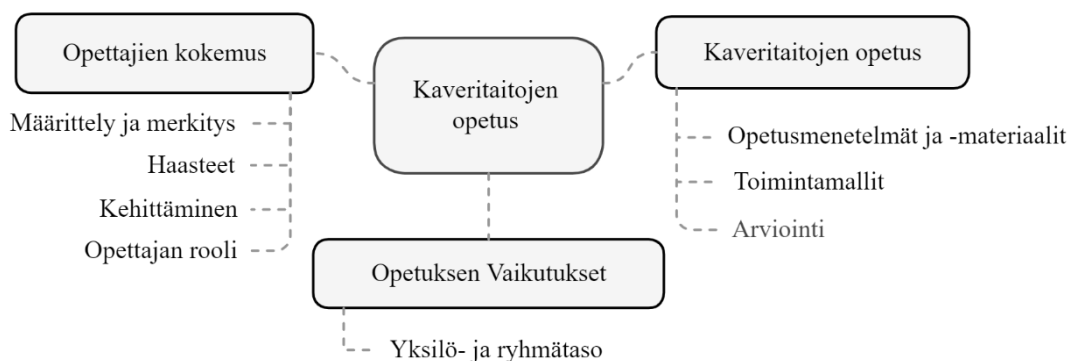 Opettajien kokemus
Määrittely ja merkitys
Haasteet
Kehittäminen
Opettajan rooli
Kaveritaitojen
opetus
Kaveritaitojen opetus
Opetusmenetelmät ja -materiaalit
Toimintamallit
Arviointi
Opetuksen Vaikutukset
Yksilö- ja ryhmätaso